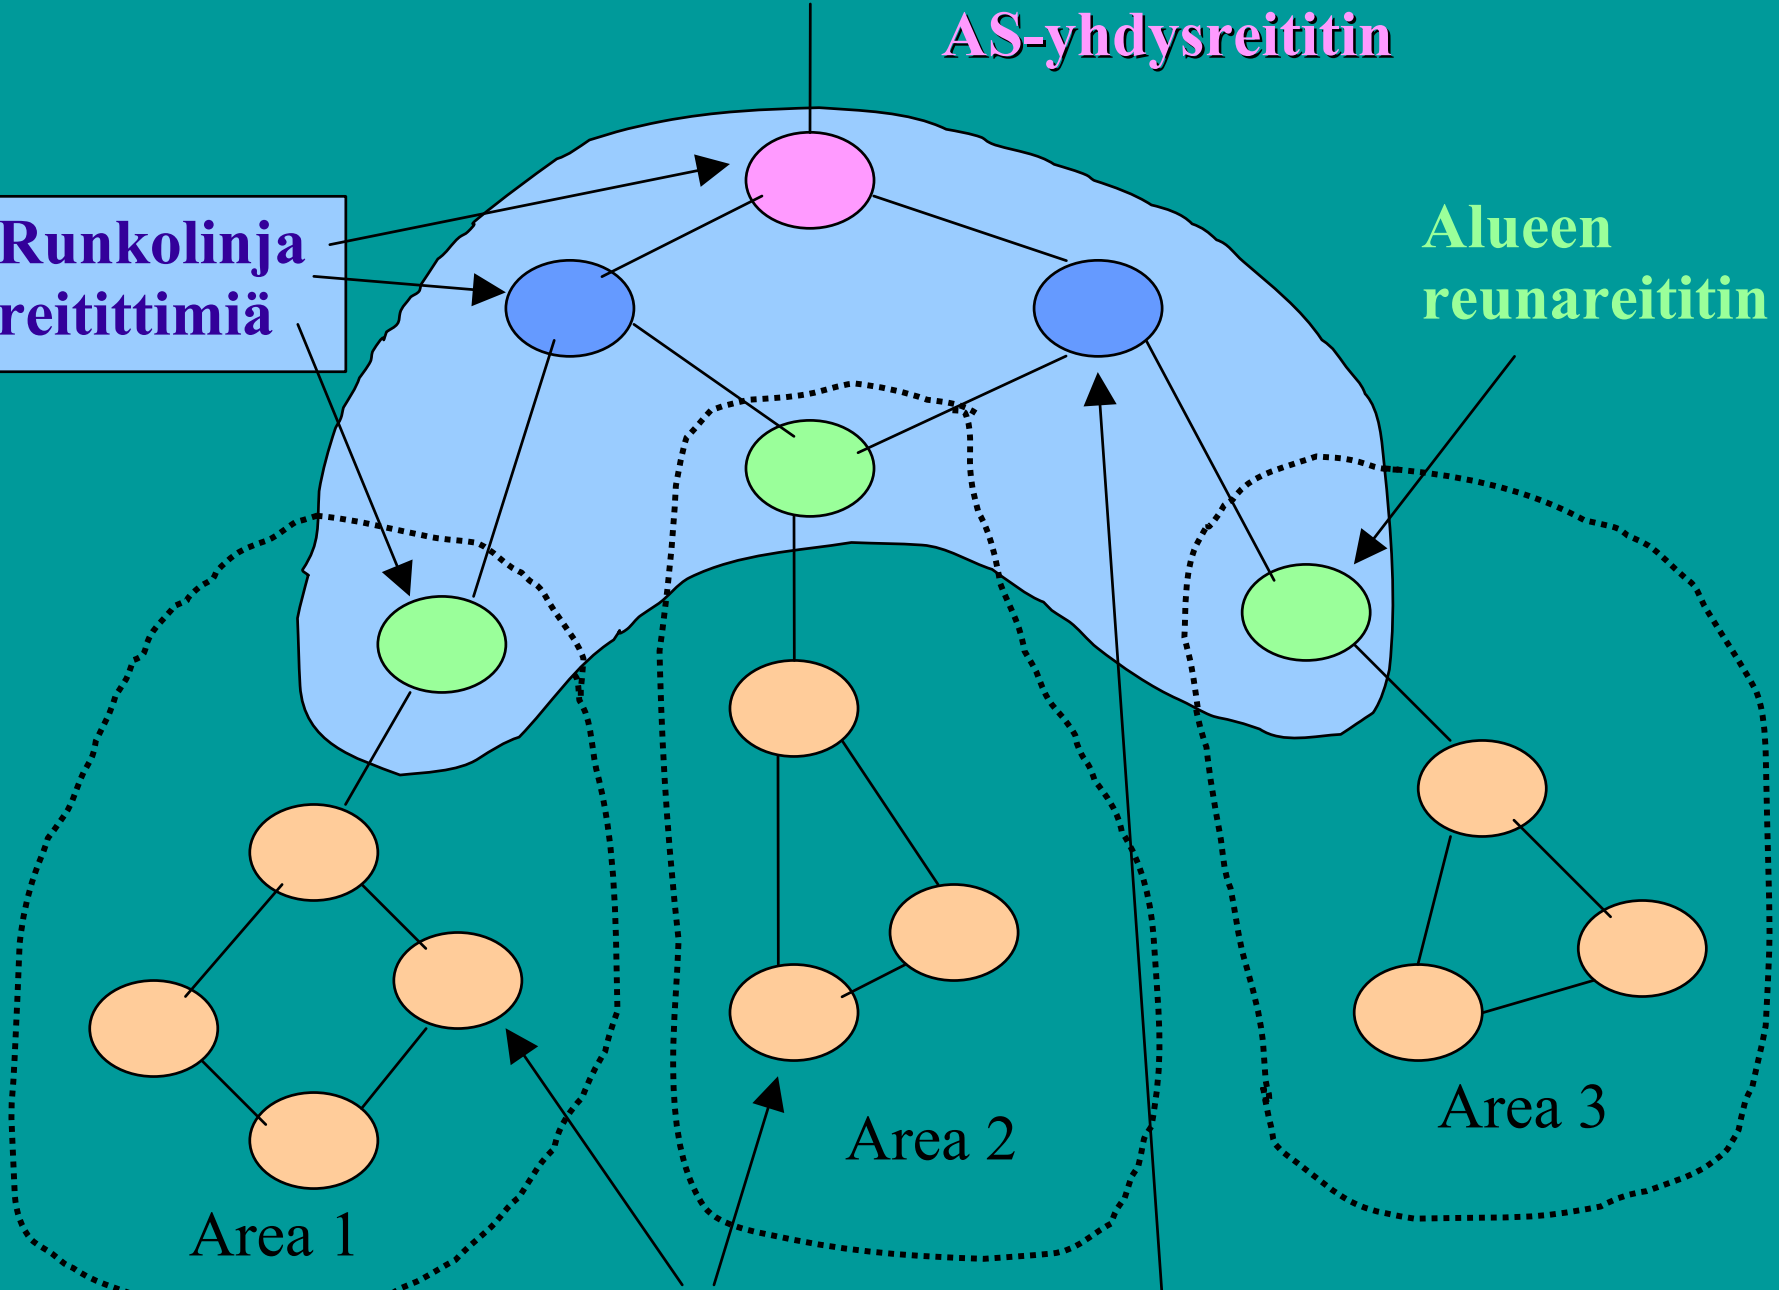 AS-yhdysreititin
Runkolinja
reitittimiä
Alueen
reunareititin
Area 1
Area 2
Area 3